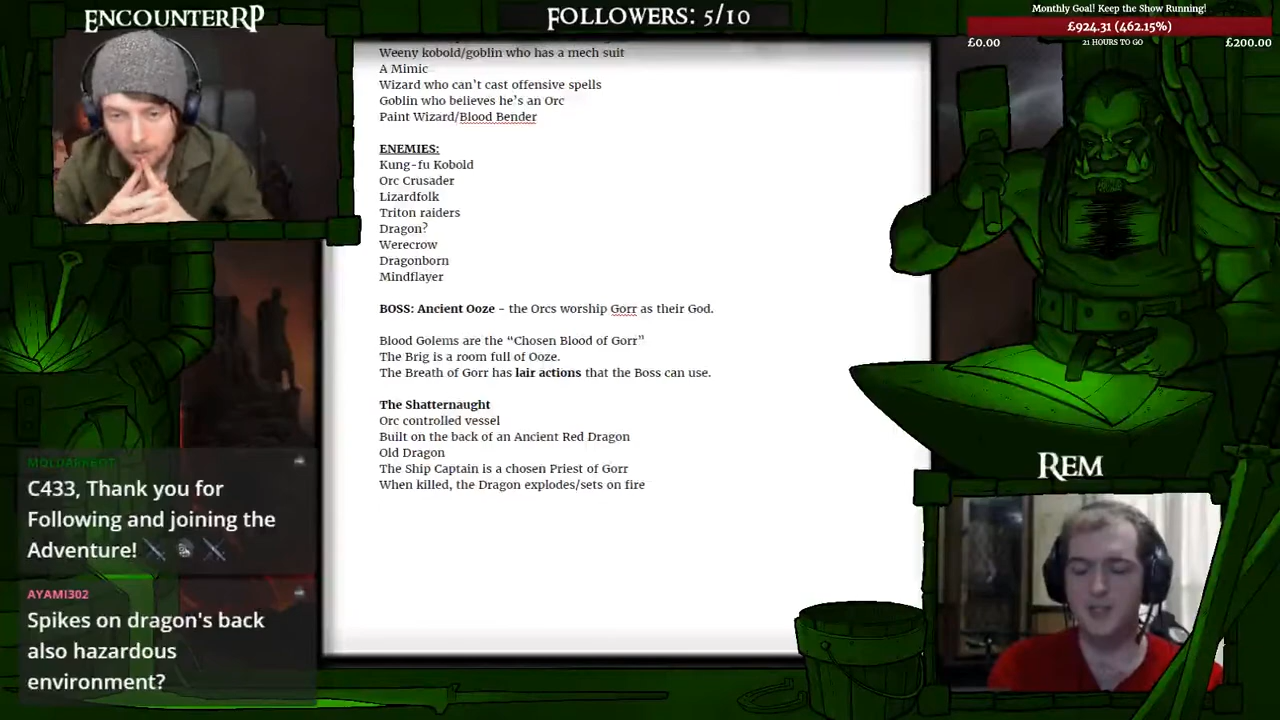 ENCOUNTERRP
FOLLOWERS: 5/10
Monthly Goal! Keep the Show Running!
£924.31 (462.15%)
£0.00
21 HOURS TO GO
£200.00
Weeny kobold/goblin who has a mech suit
A Mimic
Wizard who can't cast offensive spells
Goblin who believes he's an Orc
Paint Wizard/Blood Bender
ENEMIES:
Kung-fu Kobold
Orc Crusader
Lizardfolk
Triton raiders
Dragon?
Werecrow
Dragonborn
Mindflayer
BOSS: Ancient Ooze - the Orcs worship Gorr as their God.
Blood Golems are the “Chosen Blood of Gorr”
The Brig is a room full of Ooze.
The Breath of Gorr has lair actions that the Boss can use.
The Shatternaught
Orc controlled vessel
Built on the back of an Ancient Red Dragon
Old Dragon
The Ship Captain is a chosen Priest of Gorr
When killed, the Dragon explodes/sets on fire
C433, Thank you for
Following and joining the
Adventure!
AYAMI302
Spikes on dragon's back
also hazardous
environment?
REM